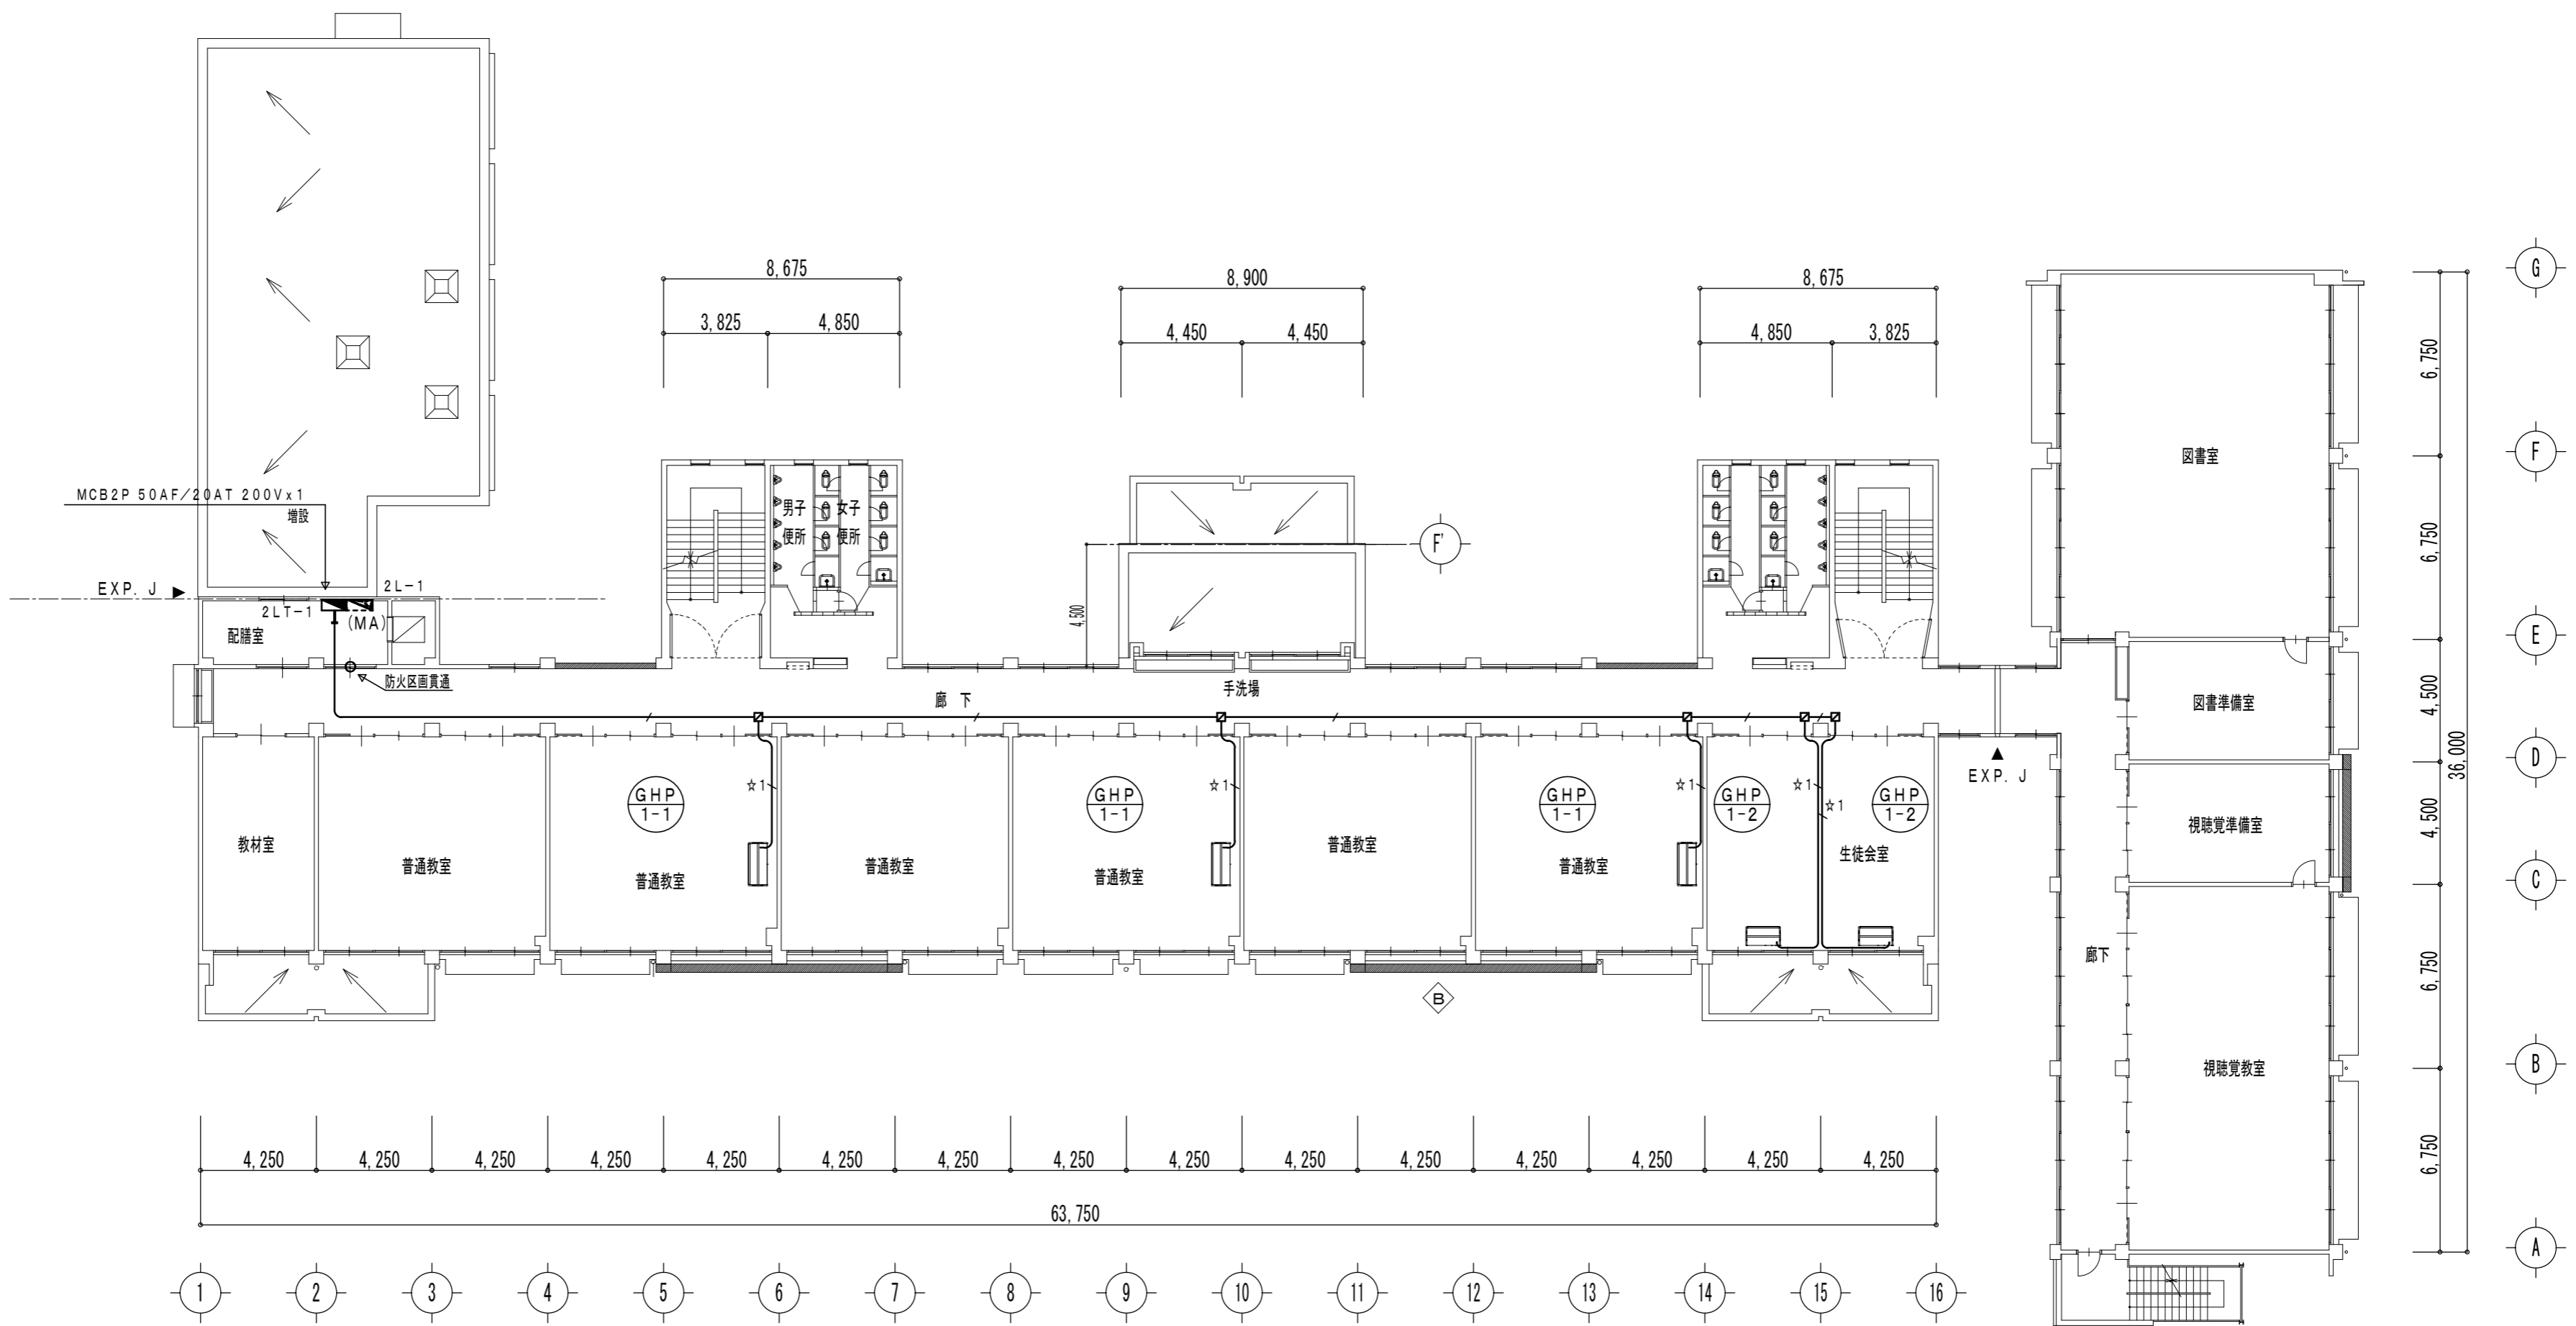 8,675
3,825 4,850
8,900
4,450 4,450
8,675
4,850 3,825
G
6,750
F
図書室
MCB2P 50AF/20AT 200Vx1
増設
男子
便所
女子
便所
F'
6,750
EXP. J
2L-1
2LT-1
(MA)
配膳室
4,500
E
防火区画貫通
廊 下
手洗場
図書準備室
4,500
36,000
D
EXP. J
GHP
1-1
☆1
GHP
1-1
☆1
GHP
1-1
☆1
GHP
1-2
☆1
☆1
GHP
1-2
視聴覚準備室
4,500
教材室
普通教室
普通教室
普通教室
普通教室
普通教室
普通教室
生徒会室
C
廊下
6,750
B
視聴覚教室
B
6,750
4,250 4,250 4,250 4,250 4,250 4,250 4,250 4,250 4,250 4,250 4,250 4,250 4,250 4,250 4,250
63,750
A
1 2 3 4 5 6 7 8 9 10 11 12 13 14 15 16